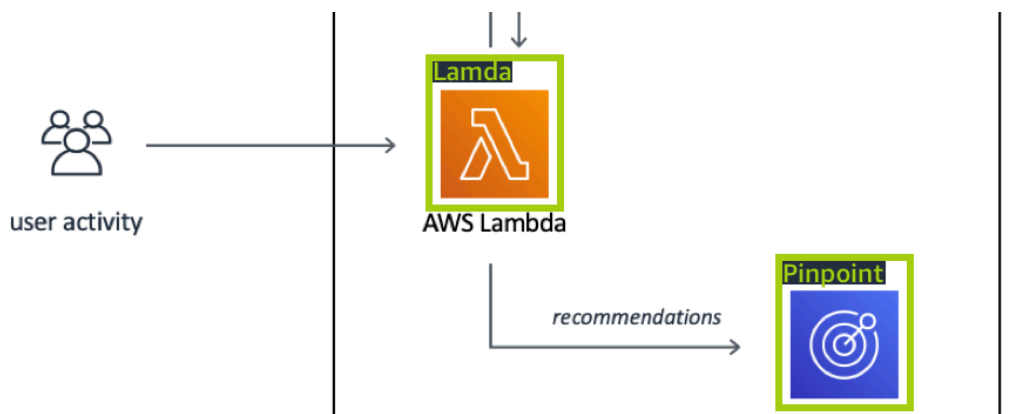 Lamda
AWS Lambda
user activity
Pinpoint
recommendations